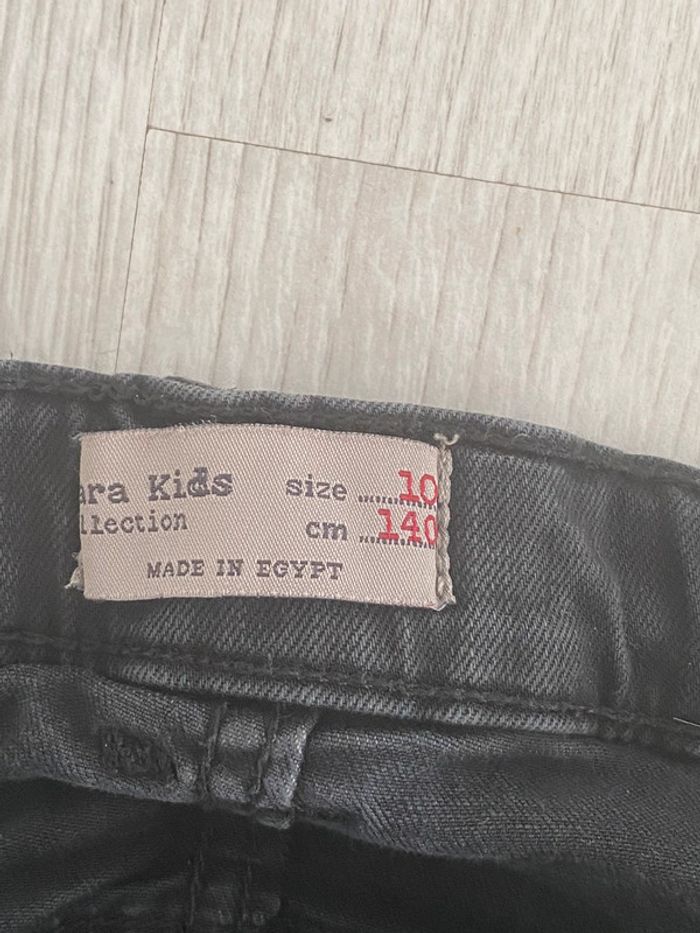 ara Kids size ........ 10
llection cm ........ 140
MADE IN EGYPT